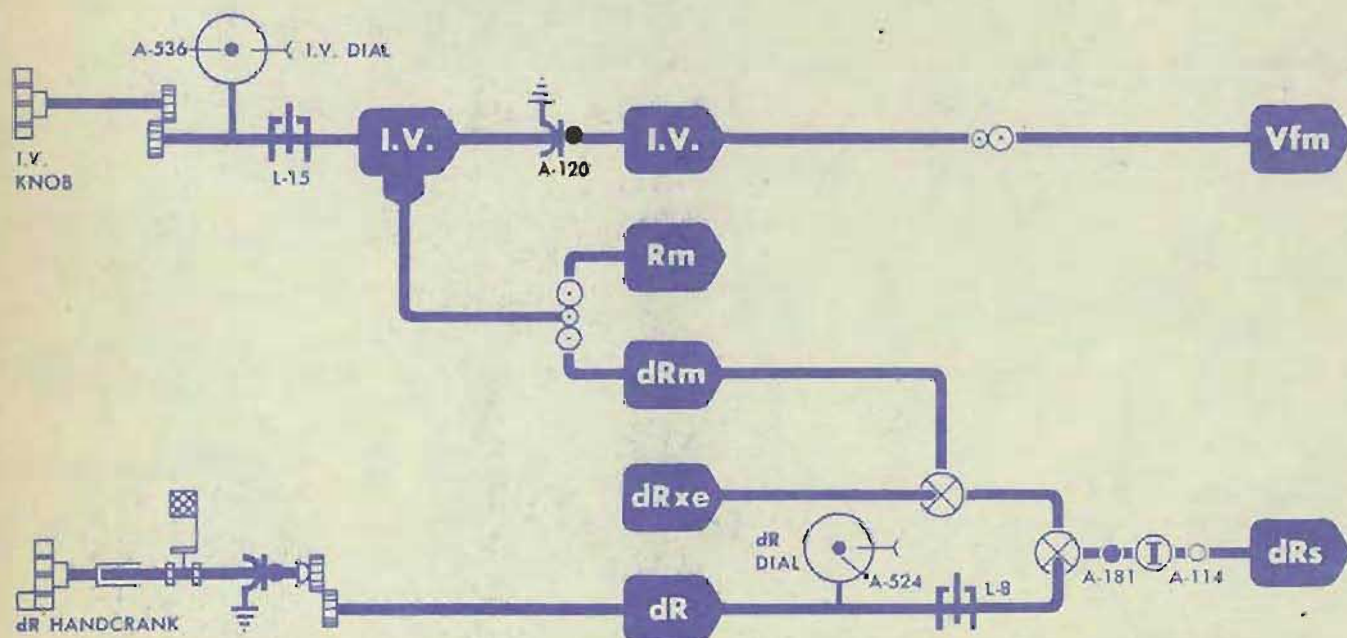 A-536
I.V. DIAL
I.V.
KNOB
L-15
I.V.
A-120
I.V.
Vfm
Rm
dRm
dRxe
dR
DIAL
A-524
L-8
A-181
I
A-114
dRs
dR HANDCRANK
dR